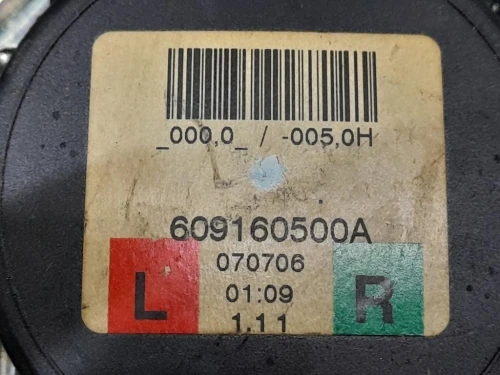 _000,0_ / -005,0H
609160500A
070706
L 01:09 R
1.11